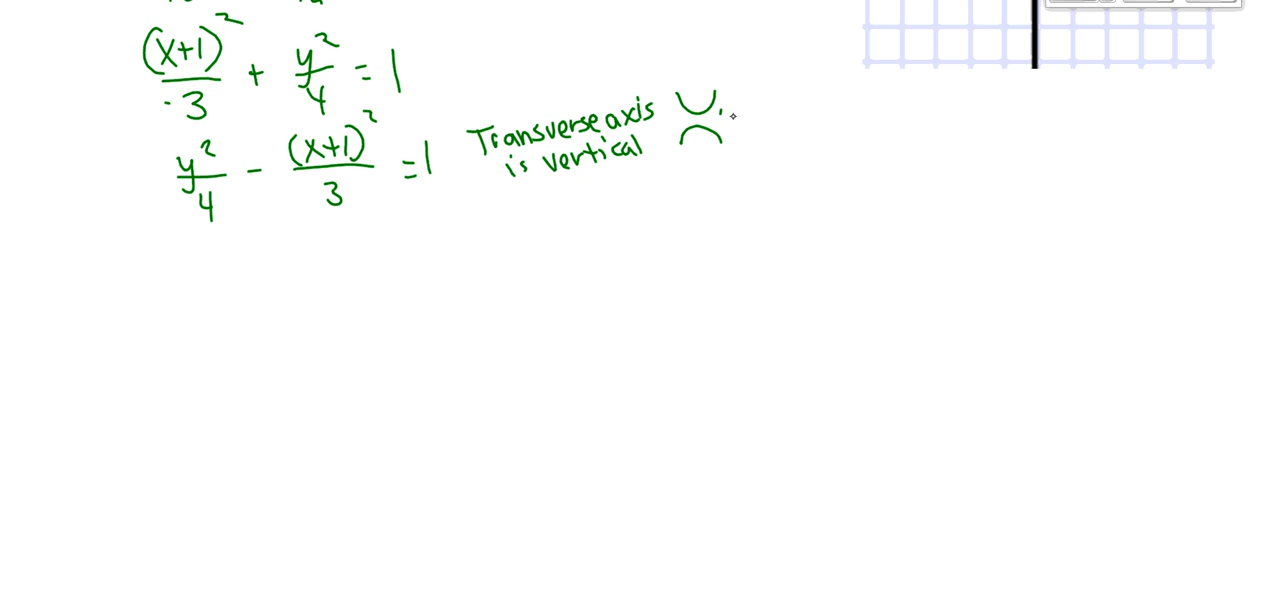 (x+1)²/-3 + y²/4 = 1
y²/4 - (x+1)²/3 = 1
Transverse axis
is vertical